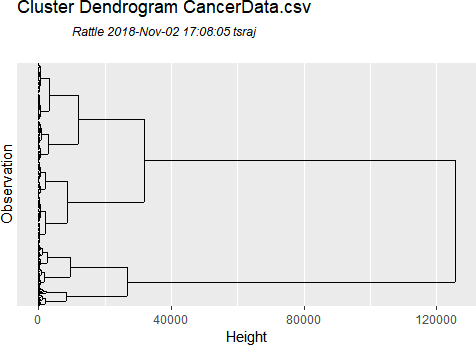 Cluster Dendrogram CancerData.csv
Rattle 2018-Nov-02 17:08:05 tsraj
Observation
0 40000 80000 120000
Height